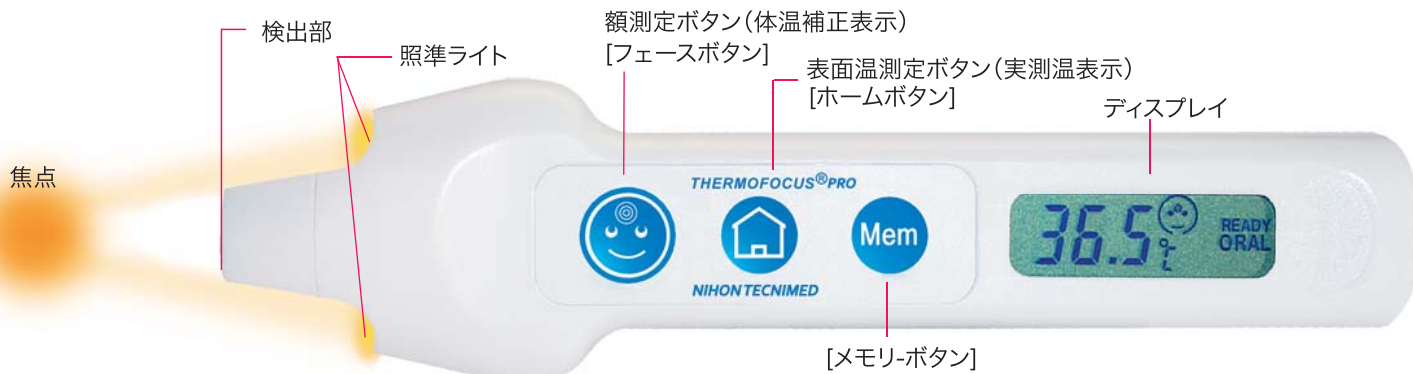 検出部
照準ライト
額測定ボタン（体温補正表示）
[フェースボタン]
表面温測定ボタン（実測温表示）
[ホームボタン]
ディスプレイ
焦点
THERMOFOCUS®PRO
Mem
36.5℃
READY
ORAL
NIHON TECNIMED
[メモリ-ボタン]